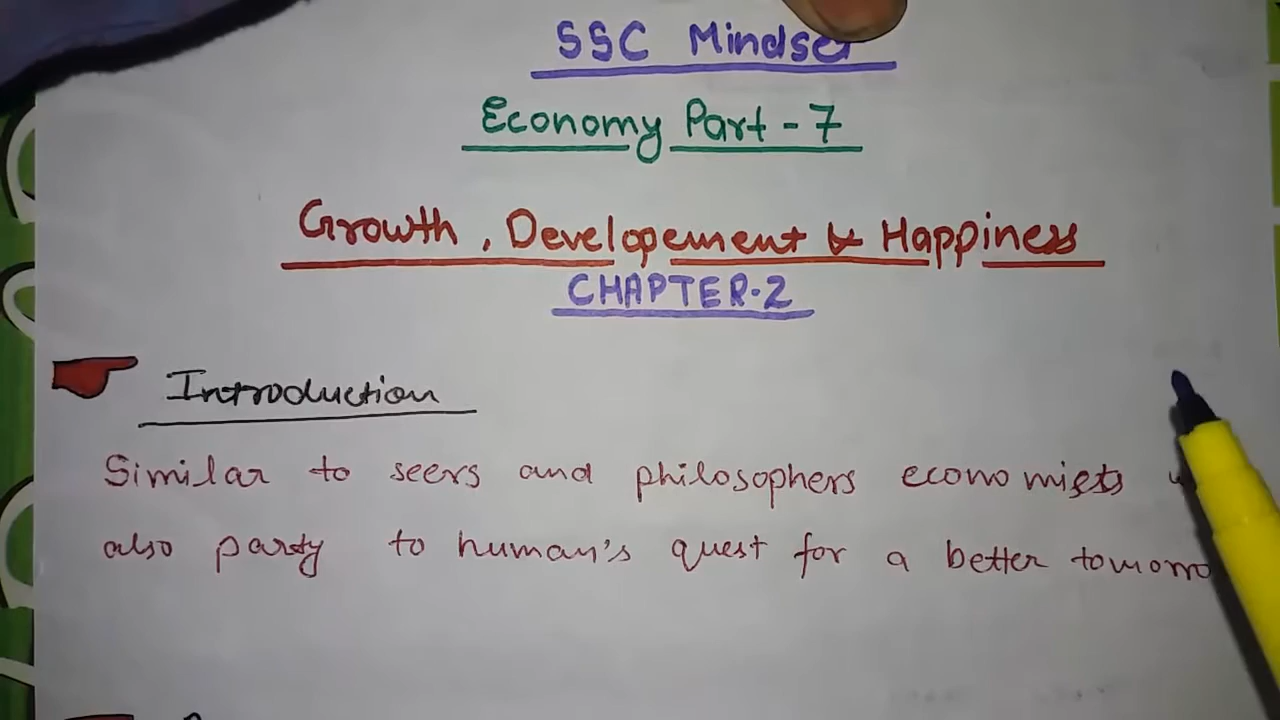 SSC Mindset
Economy Part - 7
Growth, Developement & Happiness
CHAPTER-2
Introduction
Similar to seers and philosophers economists
also party to human's quest for a better tomorro